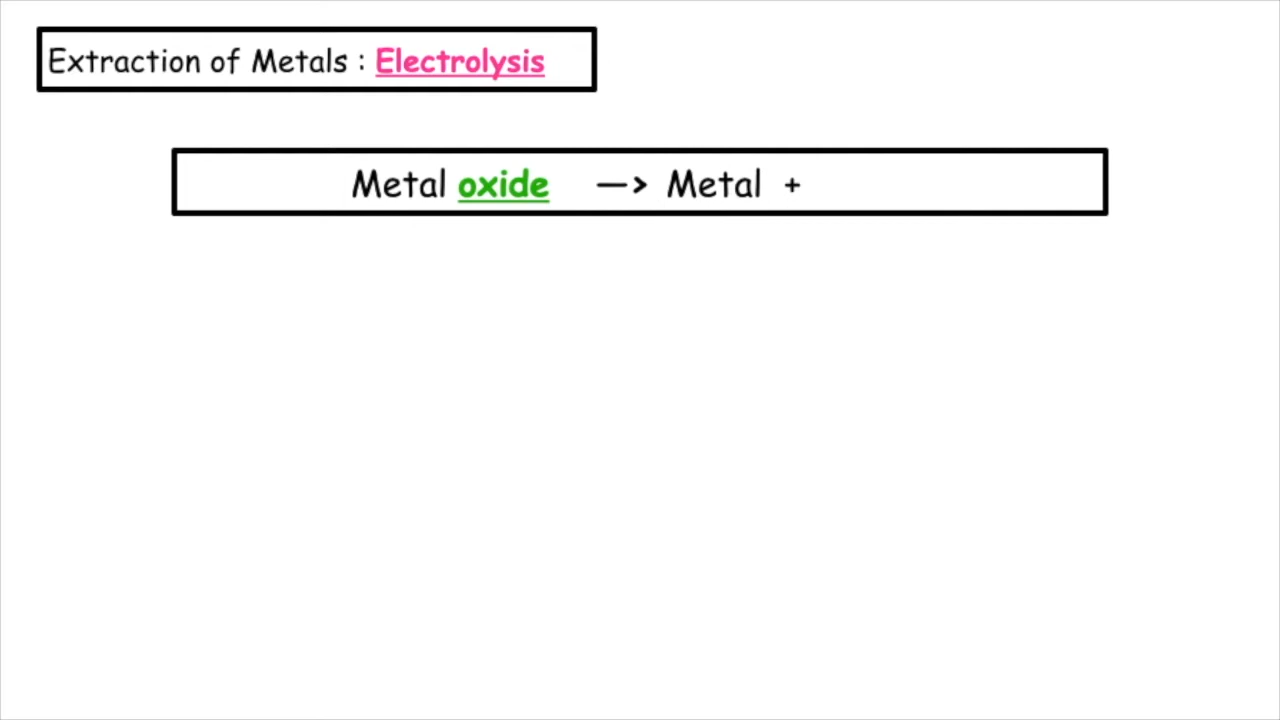 Extraction of Metals : Electrolysis
Metal oxide —> Metal +